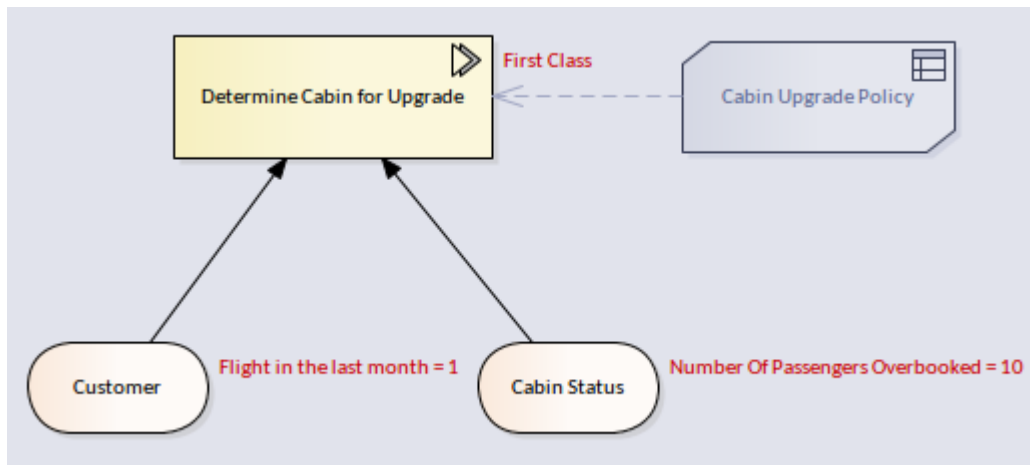 First Class
Determine Cabin for Upgrade
Cabin Upgrade Policy
Flight in the last month = 1
Number Of Passengers Overbooked = 10
Customer
Cabin Status